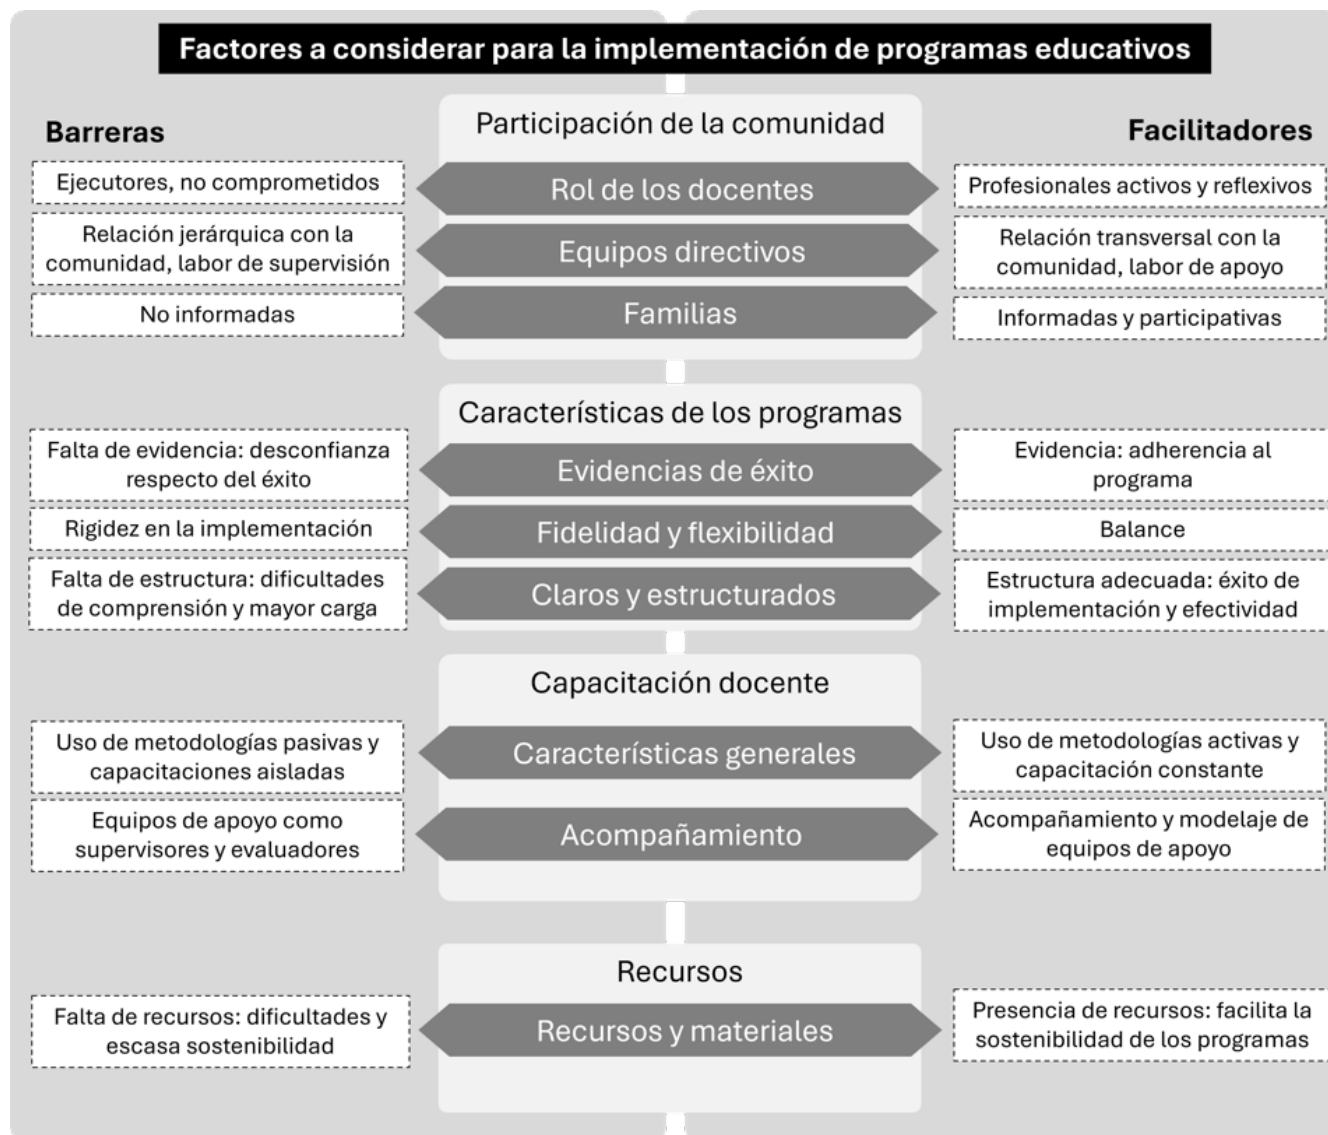 Factores a considerar para la implementación de programas educativos
Barreras
Participación de la comunidad
Facilitadores
Ejecutores, no comprometidos
Rol de los docentes
Profesionales activos y reflexivos
Relación jerárquica con la
comunidad, labor de supervisión
Equipos directivos
Relación transversal con la
comunidad, labor de apoyo
No informadas
Familias
Informadas y participativas
Características de los programas
Falta de evidencia: desconfianza
respecto del éxito
Evidencias de éxito
Evidencia: adherencia al
programa
Rigidez en la implementación
Fidelidad y flexibilidad
Balance
Falta de estructura: dificultades
de comprensión y mayor carga
Claros y estructurados
Estructura adecuada: éxito de
implementación y efectividad
Capacitación docente
Uso de metodologías pasivas y
capacitaciones aisladas
Características generales
Uso de metodologías activas y
capacitación constante
Equipos de apoyo como
supervisores y evaluadores
Acompañamiento
Acompañamiento y modelaje de
equipos de apoyo
Recursos
Falta de recursos: dificultades y
escasa sostenibilidad
Recursos y materiales
Presencia de recursos: facilita la
sostenibilidad de los programas